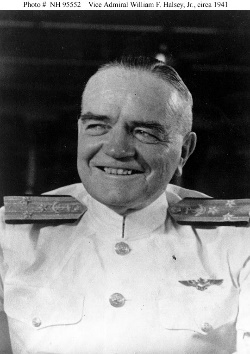 Photo # NH 95552 Vice Admiral William F. Halsey, Jr., circa 1941